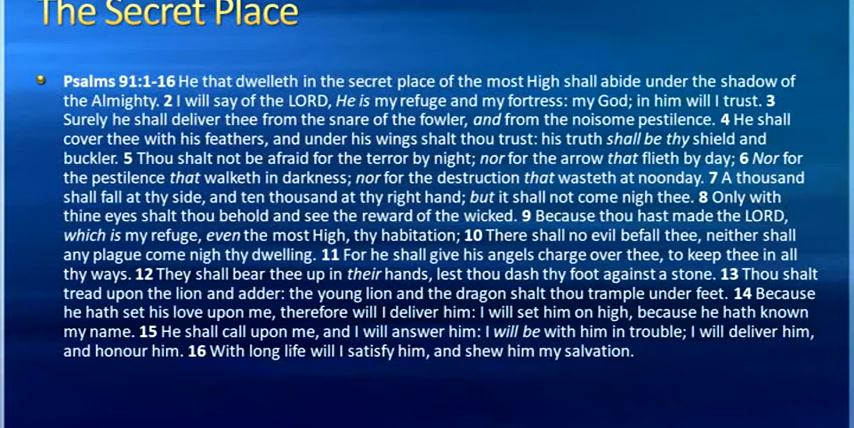 The Secret Place
Psalms 91:1-16 He that dwelleth in the secret place of the most High shall abide under the shadow of
the Almighty. 2 I will say of the LORD, He is my refuge and my fortress: my God; in him will I trust. 3
Surely he shall deliver thee from the snare of the fowler, and from the noisome pestilence. 4 He shall
cover thee with his feathers, and under his wings shalt thou trust: his truth shall be thy shield and
buckler. 5 Thou shalt not be afraid for the terror by night; nor for the arrow that flieth by day; 6 Nor for
the pestilence that walketh in darkness; nor for the destruction that wasteth at noonday. 7 A thousand
shall fall at thy side, and ten thousand at thy right hand; but it shall not come nigh thee. 8 Only with
thine eyes shalt thou behold and see the reward of the wicked. 9 Because thou hast made the LORD,
which is my refuge, even the most High, thy habitation; 10 There shall no evil befall thee, neither shall
any plague come nigh thy dwelling. 11 For he shall give his angels charge over thee, to keep thee in all
thy ways. 12 They shall bear thee up in their hands, lest thou dash thy foot against a stone. 13 Thou shalt
tread upon the lion and adder: the young lion and the dragon shalt thou trample under feet. 14 Because
he hath set his love upon me, therefore will I deliver him: I will set him on high, because he hath known
my name. 15 He shall call upon me, and I will answer him: I will be with him in trouble; I will deliver him,
and honour him. 16 With long life will I satisfy him, and shew him my salvation.